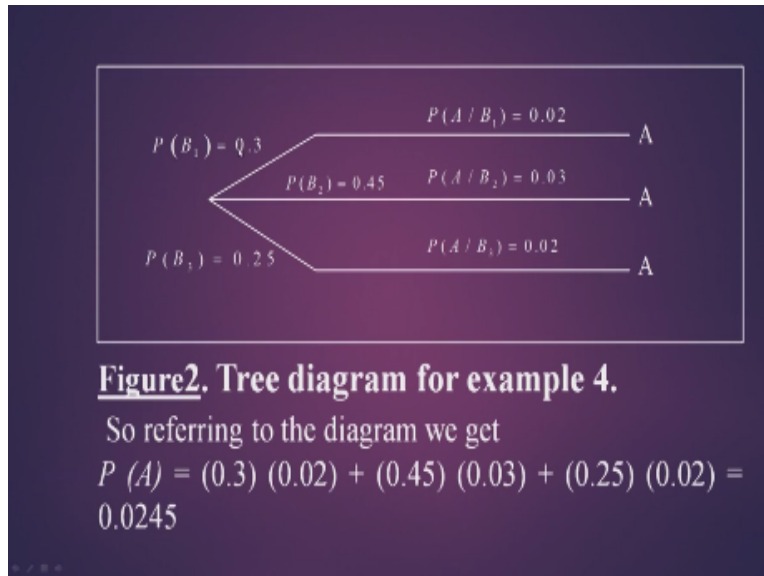 P(A / B₁) = 0.02
A
P(B₁) = 0.3
P(B₂) = 0.45
P(A / B₂) = 0.03
A
P(A / B₃) = 0.02
P(B₃) = 0.25
A
Figure2. Tree diagram for example 4.
So referring to the diagram we get
P (A) = (0.3) (0.02) + (0.45) (0.03) + (0.25) (0.02) =
0.0245